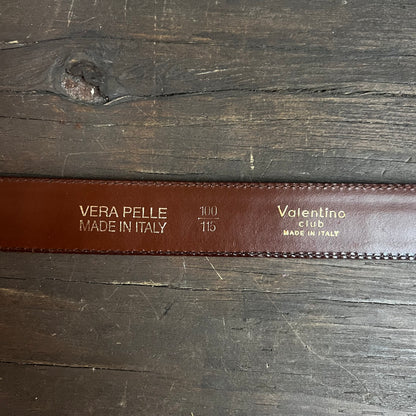 VERA PELLE
MADE IN ITALY
100
115
Valentino
club
MADE IN ITALY